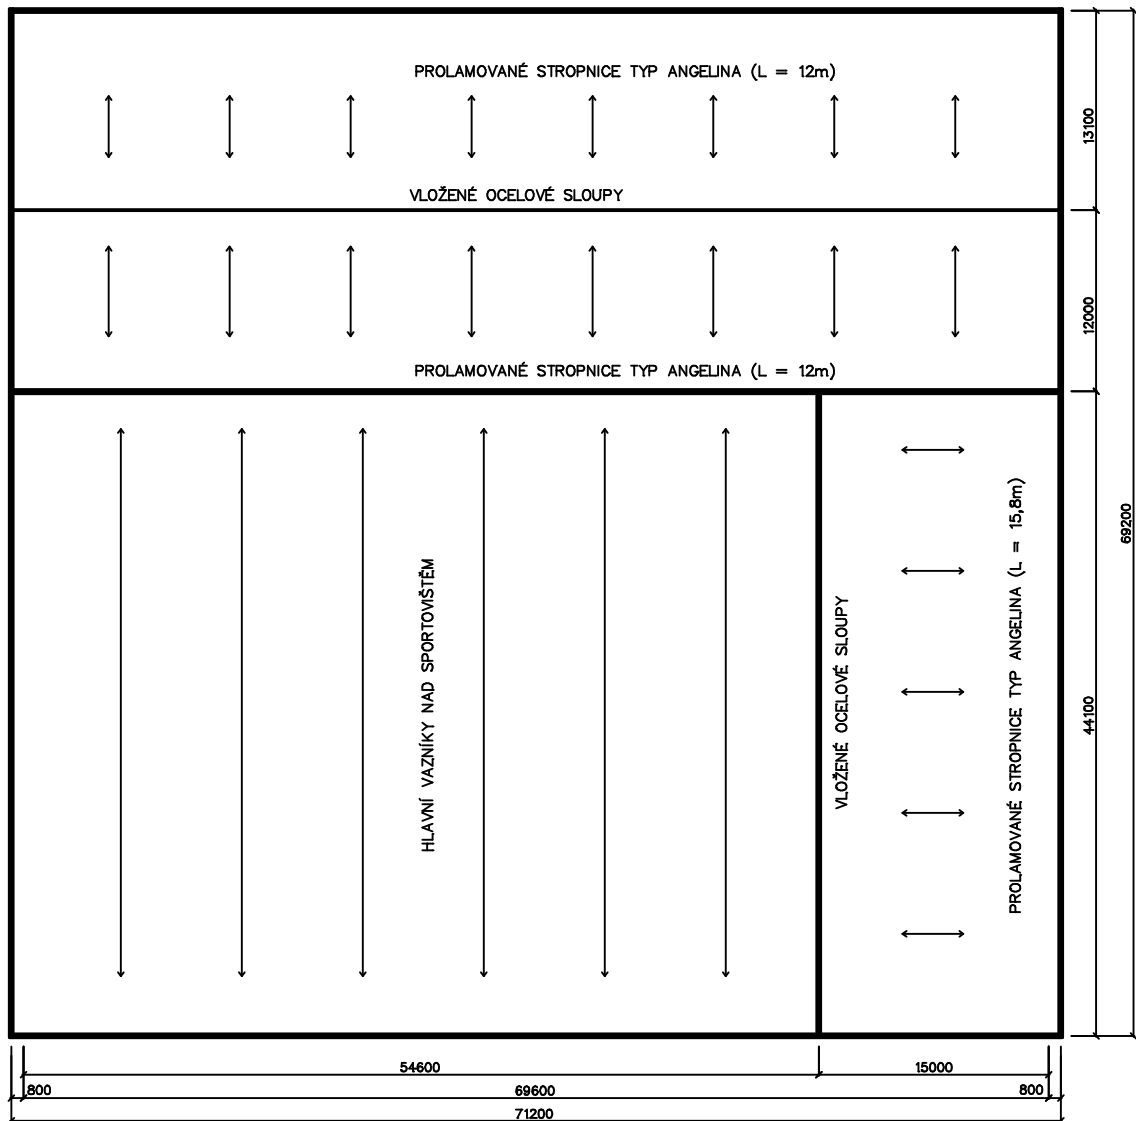 PROLAMOVANÉ STROPNICE TYP ANGELINA (L = 12m)
13100
VLOŽENÉ OCELOVÉ SLOUPY
12000
PROLAMOVANÉ STROPNICE TYP ANGELINA (L = 12m)
HLAVNÍ VAZNÍKY NAD SPORTOVIŠTĚM
VLOŽENÉ OCELOVÉ SLOUPY
PROLAMOVANÉ STROPNICE TYP ANGELINA (L = 15,8m)
44100
69200
54600
15000
800
69600
800
71200